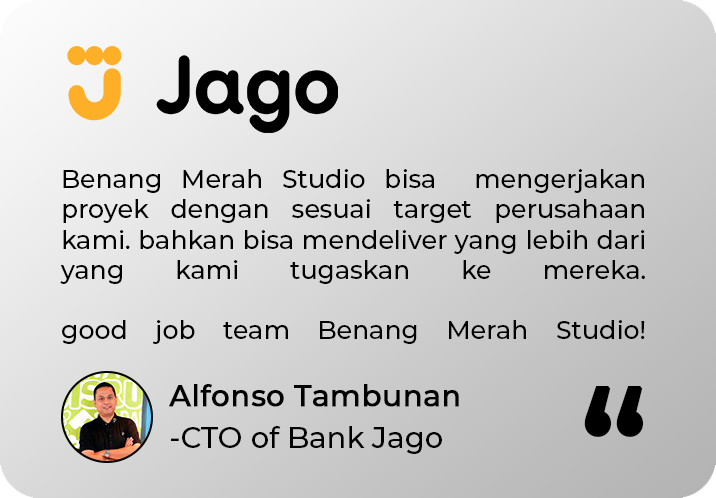 Jago
Benang Merah Studio bisa mengerjakan
proyek dengan sesuai target perusahaan
kami. bahkan bisa mendeliver yang lebih dari
yang kami tugaskan ke mereka.
good job team Benang Merah Studio!
Alfonso Tambunan
-CTO of Bank Jago
“